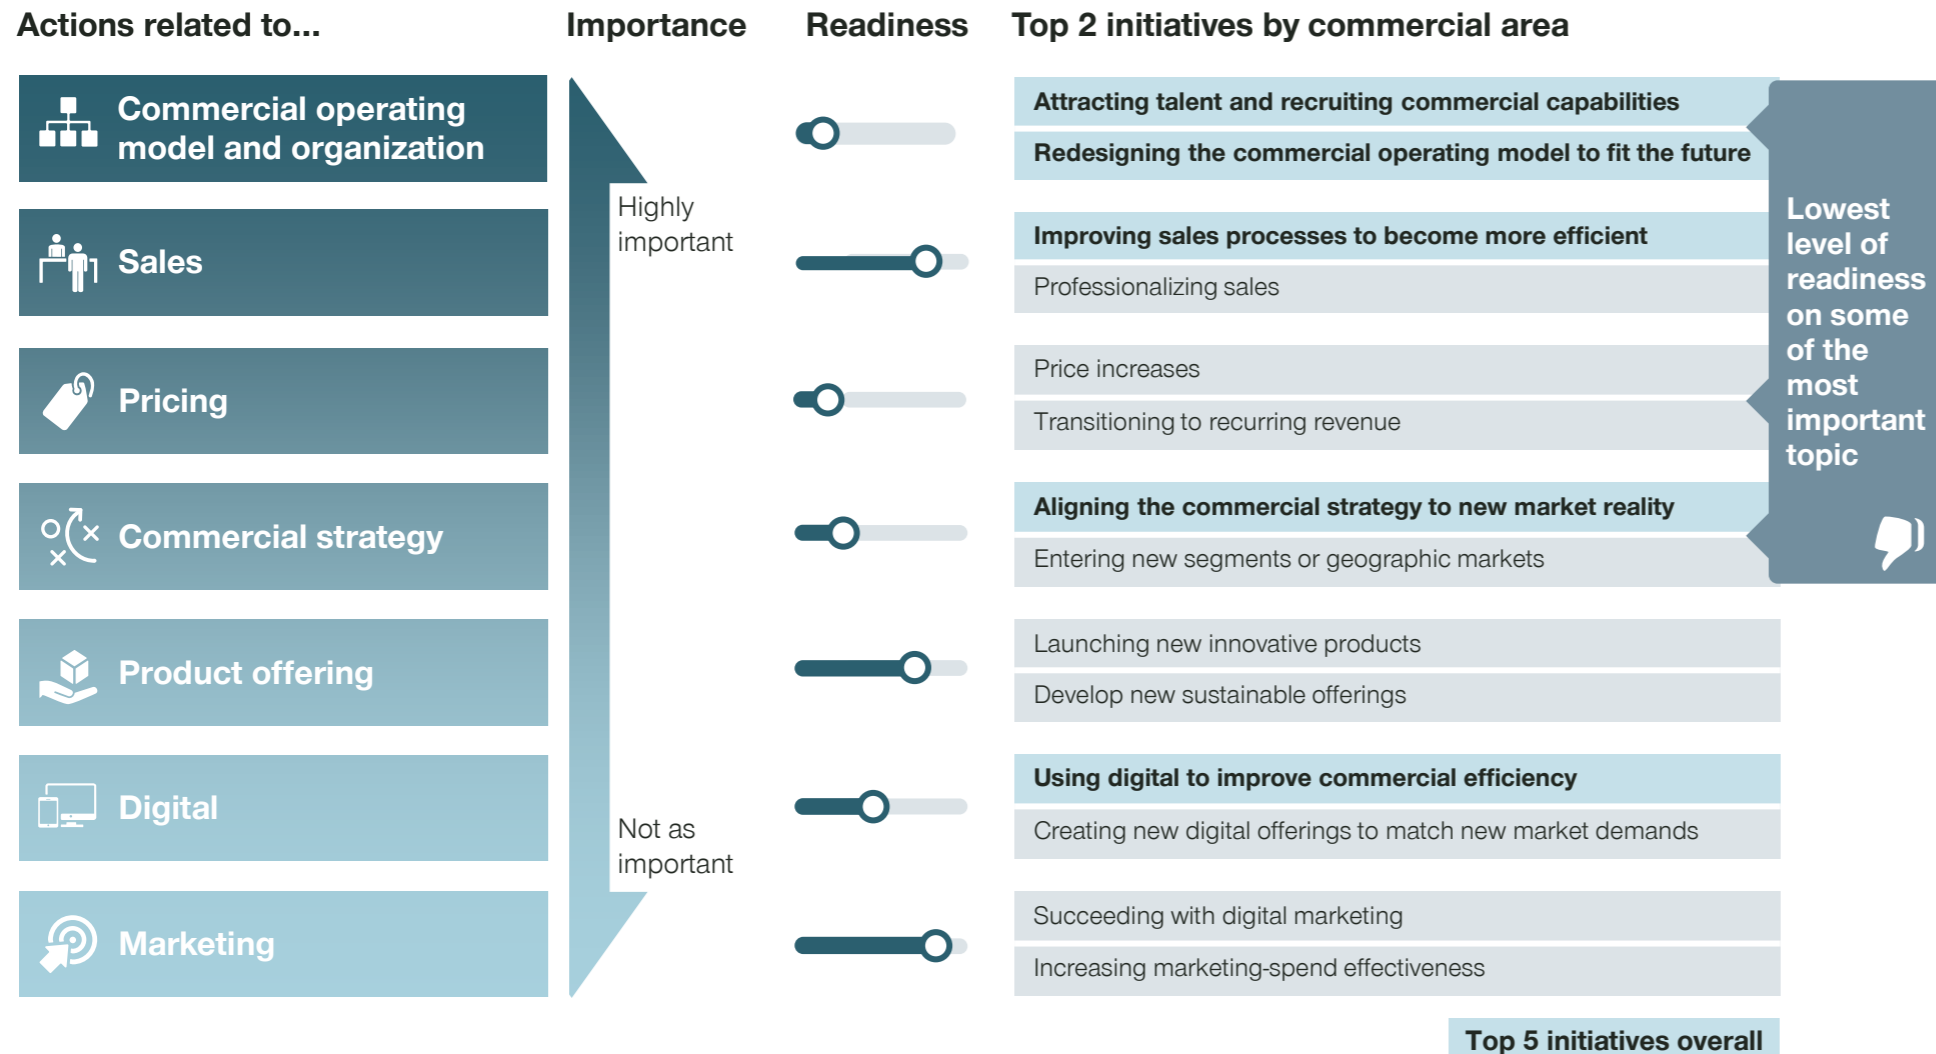 Actions related to...
Importance
Readiness
Top 2 initiatives by commercial area
Commercial operating
model and organization
Highly
important
Attracting talent and recruiting commercial capabilities
Redesigning the commercial operating model to fit the future
Sales
Improving sales processes to become more efficient
Professionalizing sales
Pricing
Price increases
Transitioning to recurring revenue
Commercial strategy
Aligning the commercial strategy to new market reality
Entering new segments or geographic markets
Lowest
level of
readiness
on some
of the
most
important
topic
Product offering
Launching new innovative products
Develop new sustainable offerings
Digital
Not as
important
Using digital to improve commercial efficiency
Creating new digital offerings to match new market demands
Marketing
Succeeding with digital marketing
Increasing marketing-spend effectiveness
Top 5 initiatives overall